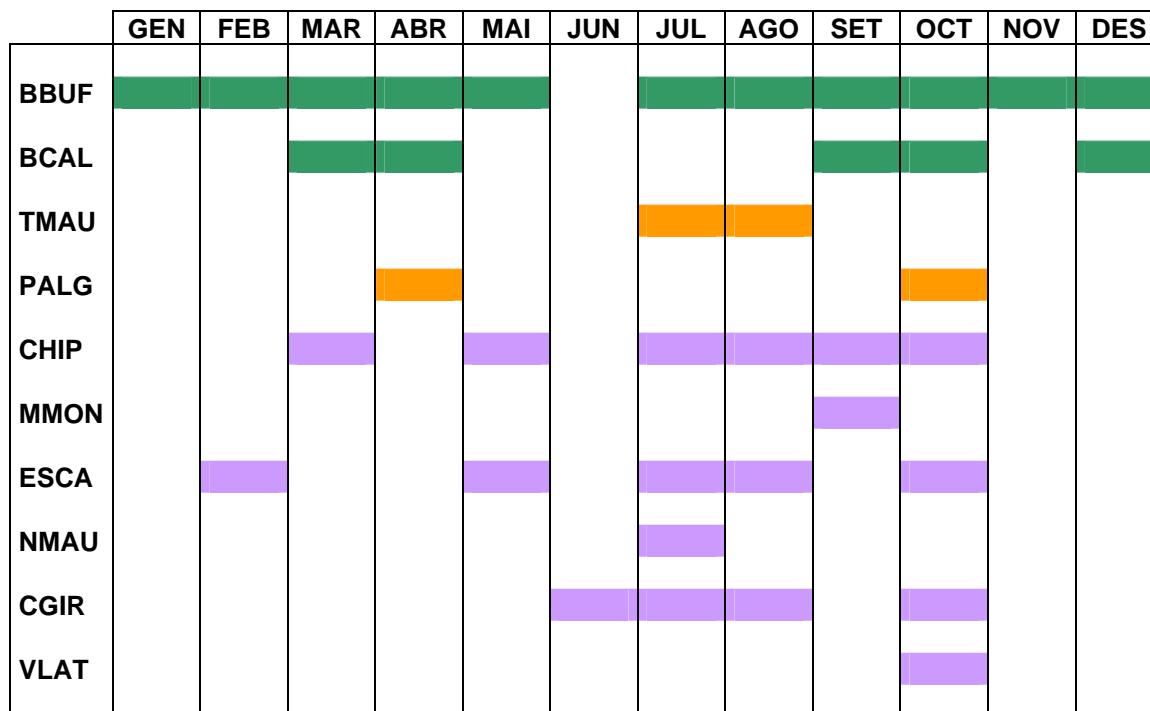 GEN FEB MAR ABR MAI JUN JUL AGO SET OCT NOV DES
BBUF
BCAL
TMAU
PALG
CHIP
MMON
ESCA
NMAU
CGIR
VLAT